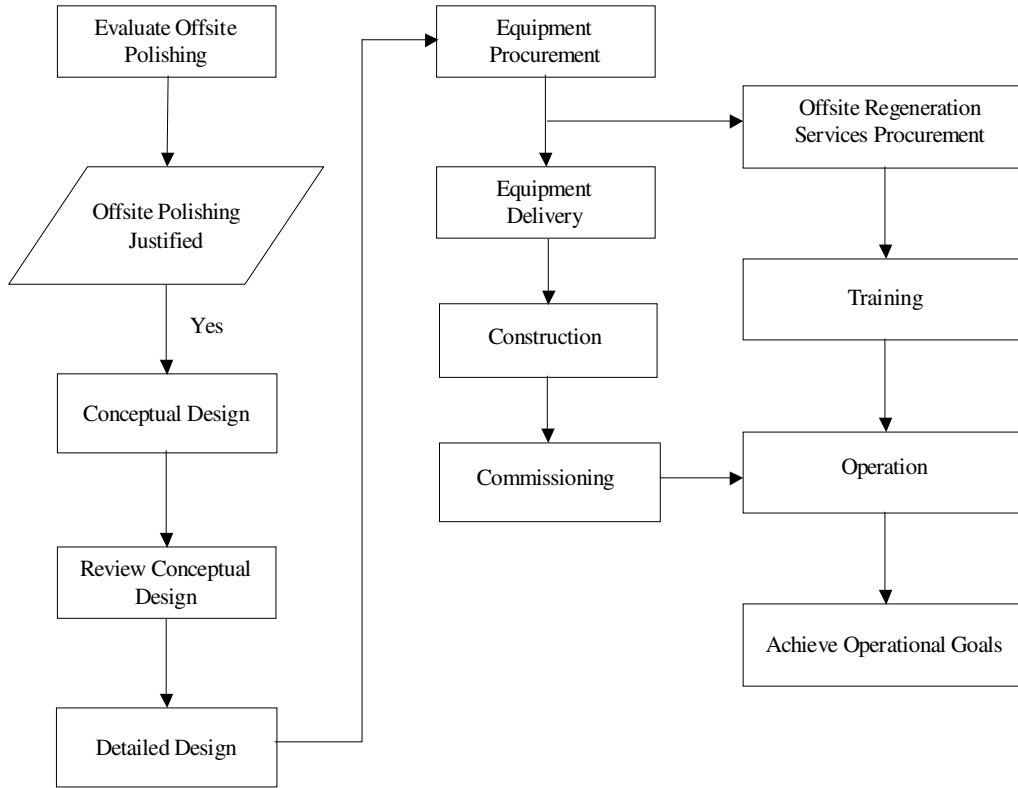 Evaluate Offsite
Polishing
Offsite Polishing
Justified
Yes
Conceptual Design
Review Conceptual
Design
Detailed Design
Equipment
Procurement
Equipment
Delivery
Construction
Commissioning
Offsite Regeneration
Services Procurement
Training
Operation
Achieve Operational Goals